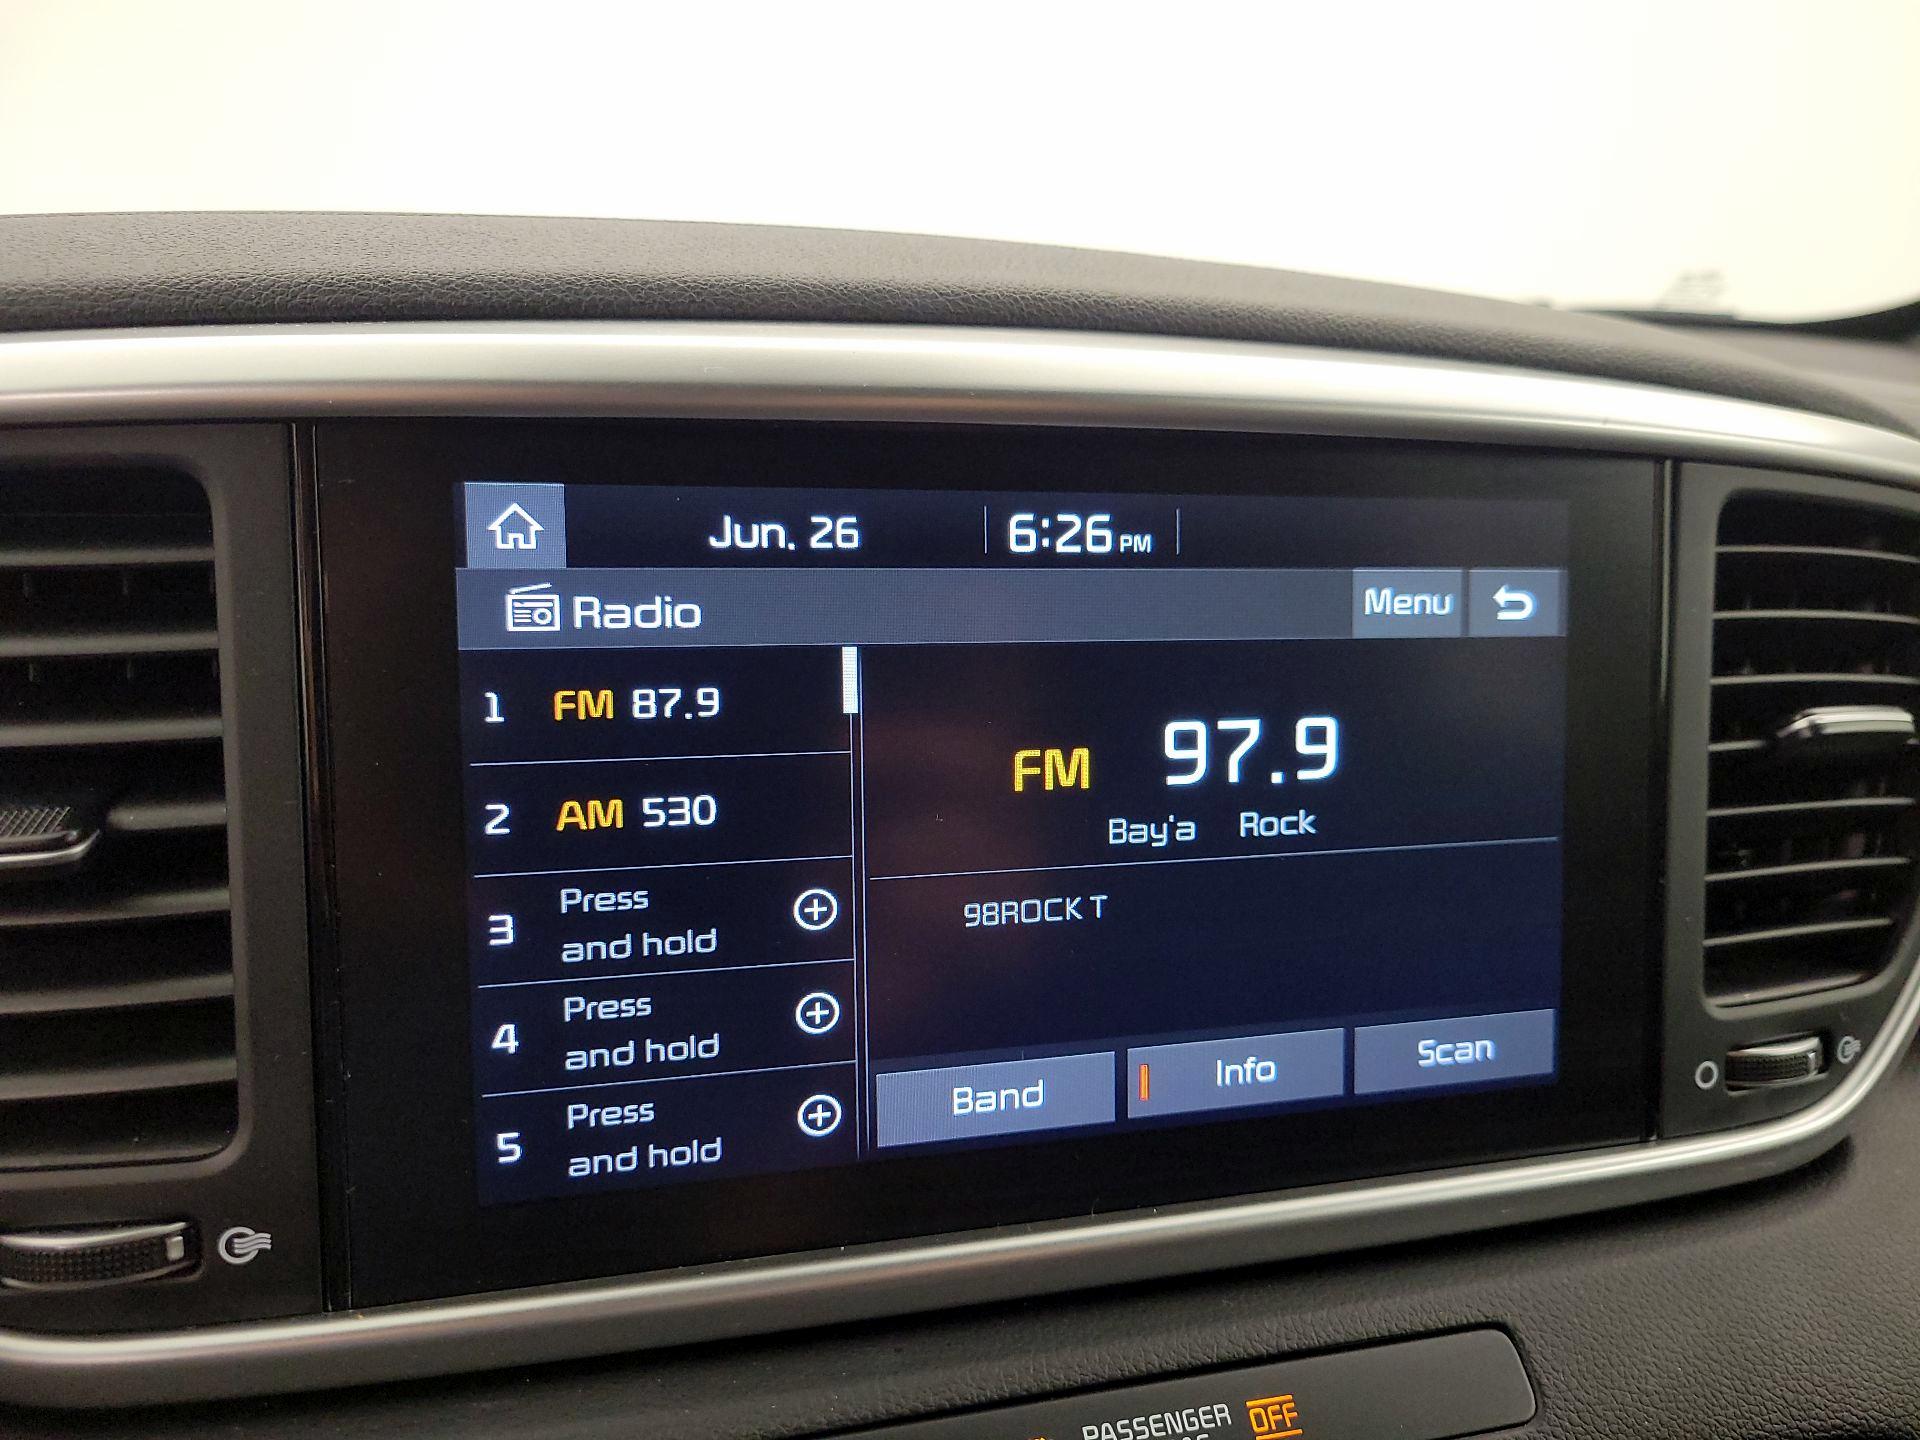 Jun. 26 6:26 PM
Radio
Menu
1 FM 87.9
2 AM 530
3 Press
and hold
4 Press
and hold
5 Press
and hold
FM 97.9
Bay'a Rock
98ROCK T
Band
Info
Scan
PASSENGER OFF